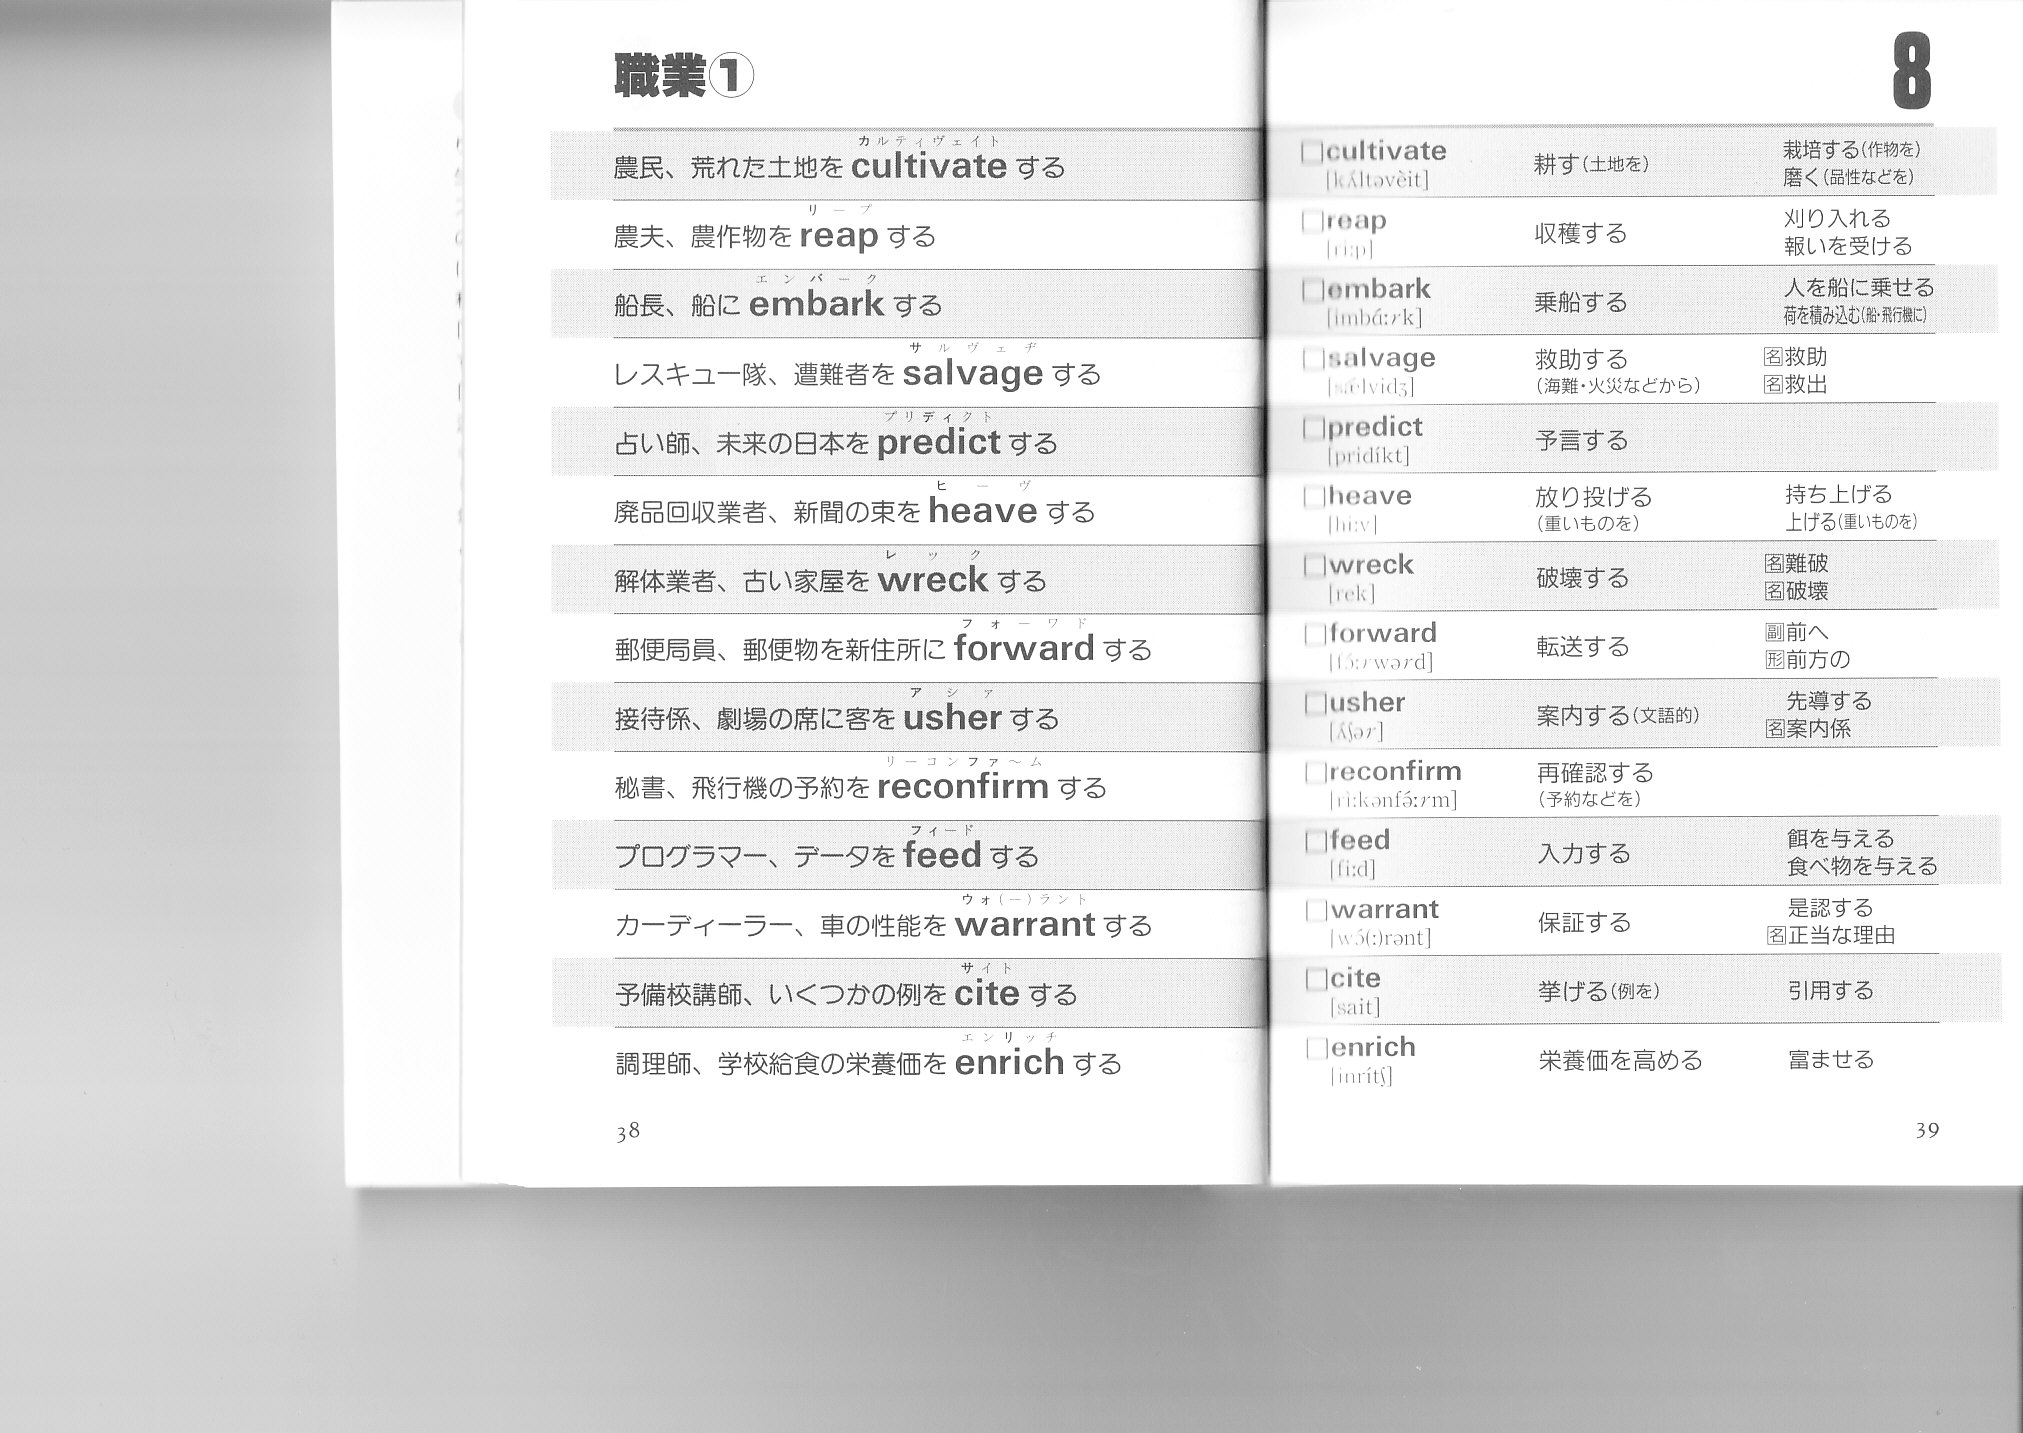 職業①
カルティヴェイト
農民、荒れた土地を cultivate する
リープ
農夫、農作物を reap する
エンバーク
船長、船に embark する
サルヴェヂ
レスキュー隊、遭難者を salvage する
プリディクト
占い師、未来の日本を predict する
ヒーヴ
廃品回収業者、新聞の束を heave する
レック
解体業者、古い家屋を wreck する
フォーワド
郵便局員、郵便物を新住所に forward する
アシァ
接待係、劇場の席に客を usher する
リーコンファ〜ム
秘書、飛行機の予約を reconfirm する
フィード
プログラマー、データを feed する
ウォ(ー)ラント
カーディーラー、車の性能を warrant する
サイト
予備校講師、いくつかの例を cite する
エンリッチ
調理師、学校給食の栄養価を enrich する
38
8
□cultivate 耕す(土地を) 栽培する(作物を)
[kʌ́ltəvèit] 磨く(品性などを)
□reap 収穫する 刈り入れる
[ri:p] 報いを受ける
□embark 乗船する 人を船に乗せる
[imbɑ́:rk] 荷を積み込む(船・飛行機に)
□salvage 救助する 名救助
[sǽlvidʒ] (海難・火災などから) 名救出
□predict 予言する
[pridíkt]
□heave 放り投げる 持ち上げる
[hi:v] (重いものを) 上げる(重いものを)
□wreck 破壊する 名難破
[rek] 名破壊
□forward 転送する 副前へ
[fɔ́:rwərd] 形前方の
□usher 案内する(文語的) 先導する
[ʌ́ʃər] 名案内係
□reconfirm 再確認する
[rì:kənfə́:rm] (予約などを)
□feed 入力する 餌を与える
[fi:d] 食べ物を与える
□warrant 保証する 是認する
[wɔ́(:)rənt] 名正当な理由
□cite 挙げる(例を) 引用する
[sait]
□enrich 栄養価を高める 富ませる
[inrítʃ]
39